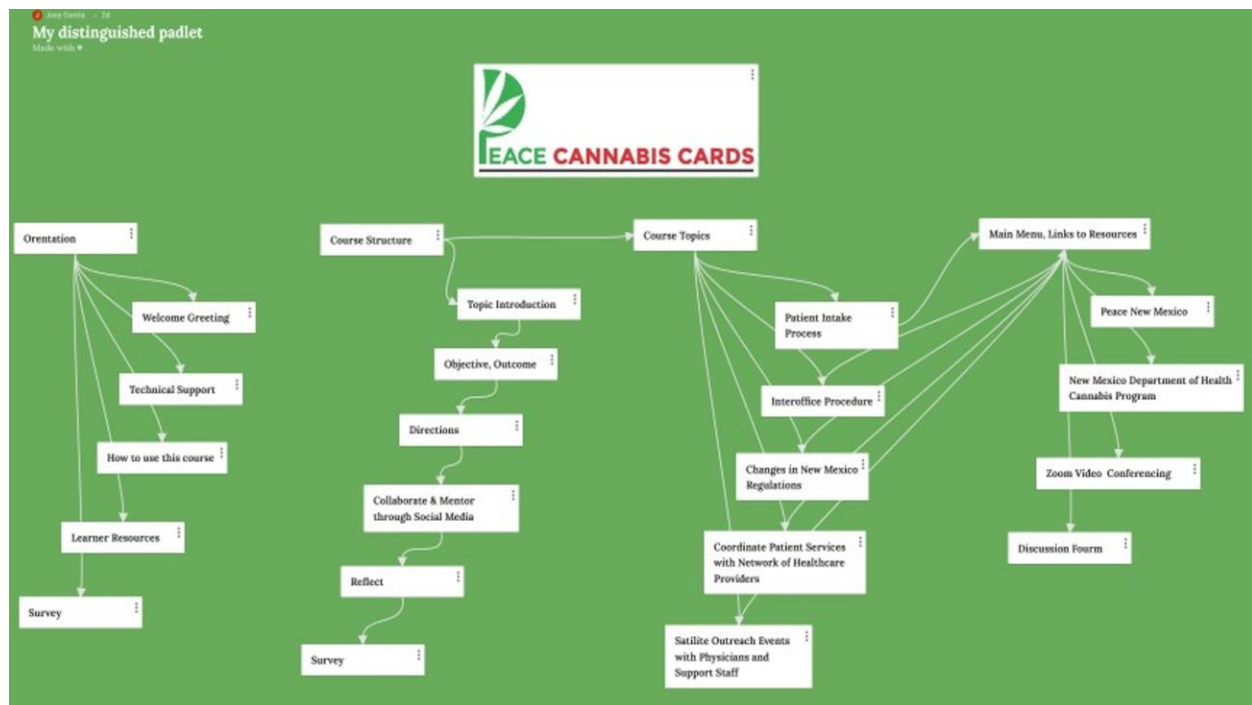 Joey Garcia • 2d
My distinguished padlet
Made with ♥
PEACE CANNABIS CARDS
Orentation
Welcome Greeting
Technical Support
How to use this course
Learner Resources
Survey
Course Structure
Topic Introduction
Objective, Outcome
Directions
Collaborate & Mentor
through Social Media
Reflect
Survey
Course Topics
Patient Intake
Process
Interoffice Procedure
Changes in New Mexico
Regulations
Coordinate Patient Services
with Network of Healthcare
Providers
Satilite Outreach Events
with Physicians and
Support Staff
Main Menu, Links to Resources
Peace New Mexico
New Mexico Department of Health
Cannabis Program
Zoom Video Conferencing
Discussion Fourm